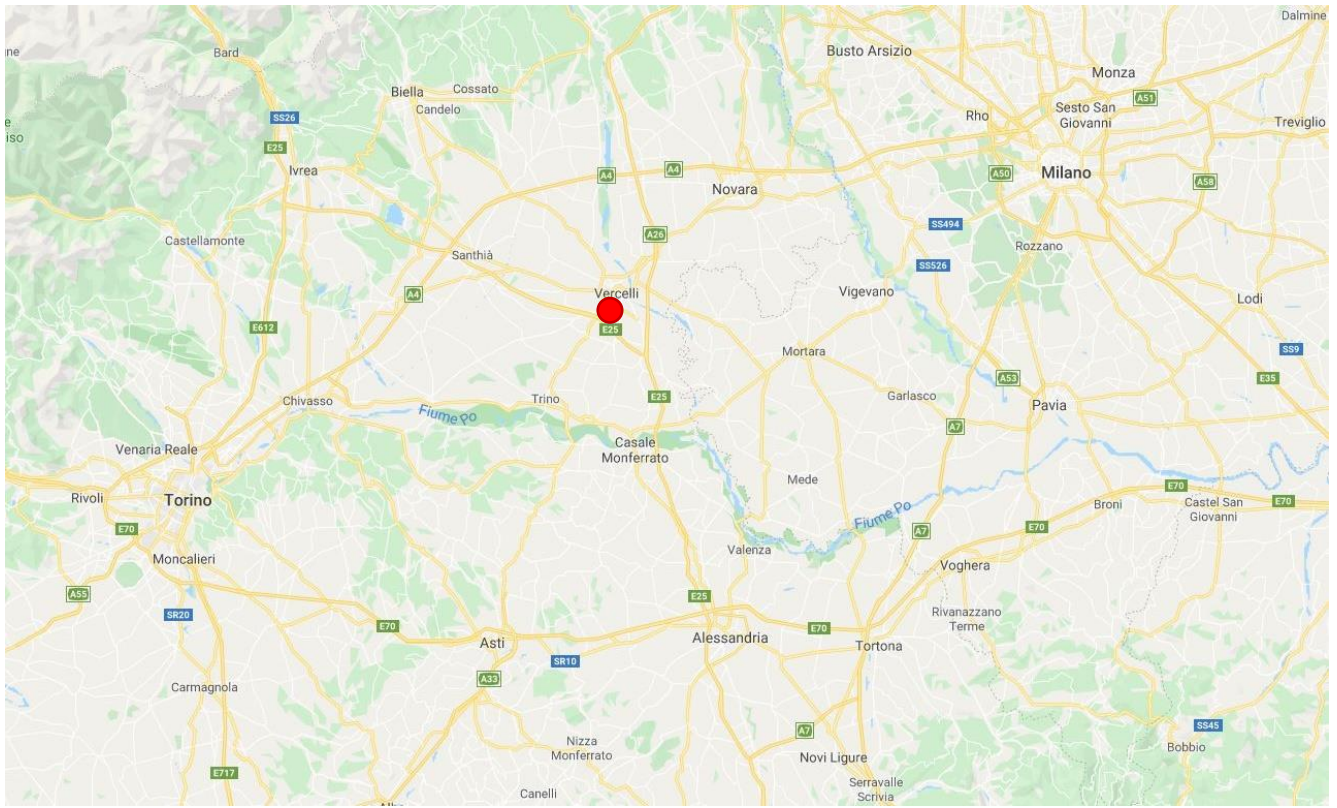 Dalmine
ne
Bard
Busto Arsizio
Monza
Biella
Cossato
Candelo
A51
Sesto San
Giovanni
Rho
SS26
Treviglio
iso
E25
Ivrea
A4
A4
A50
Milano
A58
Novara
SS494
A26
Castellamonte
Rozzano
Santhià
SS526
A4
Vercelli
Vigevano
Lodi
E612
E25
SS9
Mortara
A53
E35
Trino
E25
Garlasco
Chivasso
Pavia
Fiume Po
A7
Venaria Reale
Casale
Monferrato
Mede
Rivoli
Torino
E70
Castel San
Giovanni
E70
Broni
Fiume Po
E70
A7
E70
Moncalieri
Valenza
Voghera
A55
E25
SR20
Rivanazzano
Terme
E70
E70
Asti
Alessandria
Tortona
SR10
A33
Carmagnola
SS45
A7
Nizza
Monferrato
Bobbio
Novi Ligure
E717
Serravalle
Scrivia
Canelli